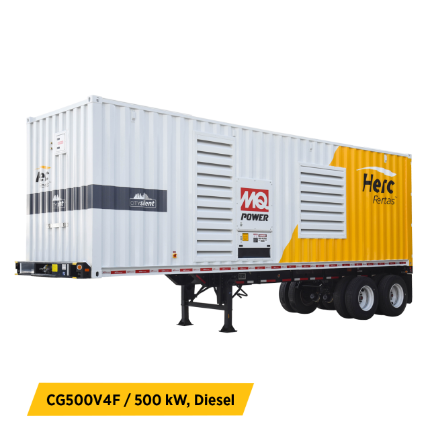 MQ
POWER
Herc
Rentals
CG500V4F / 500 kW, Diesel